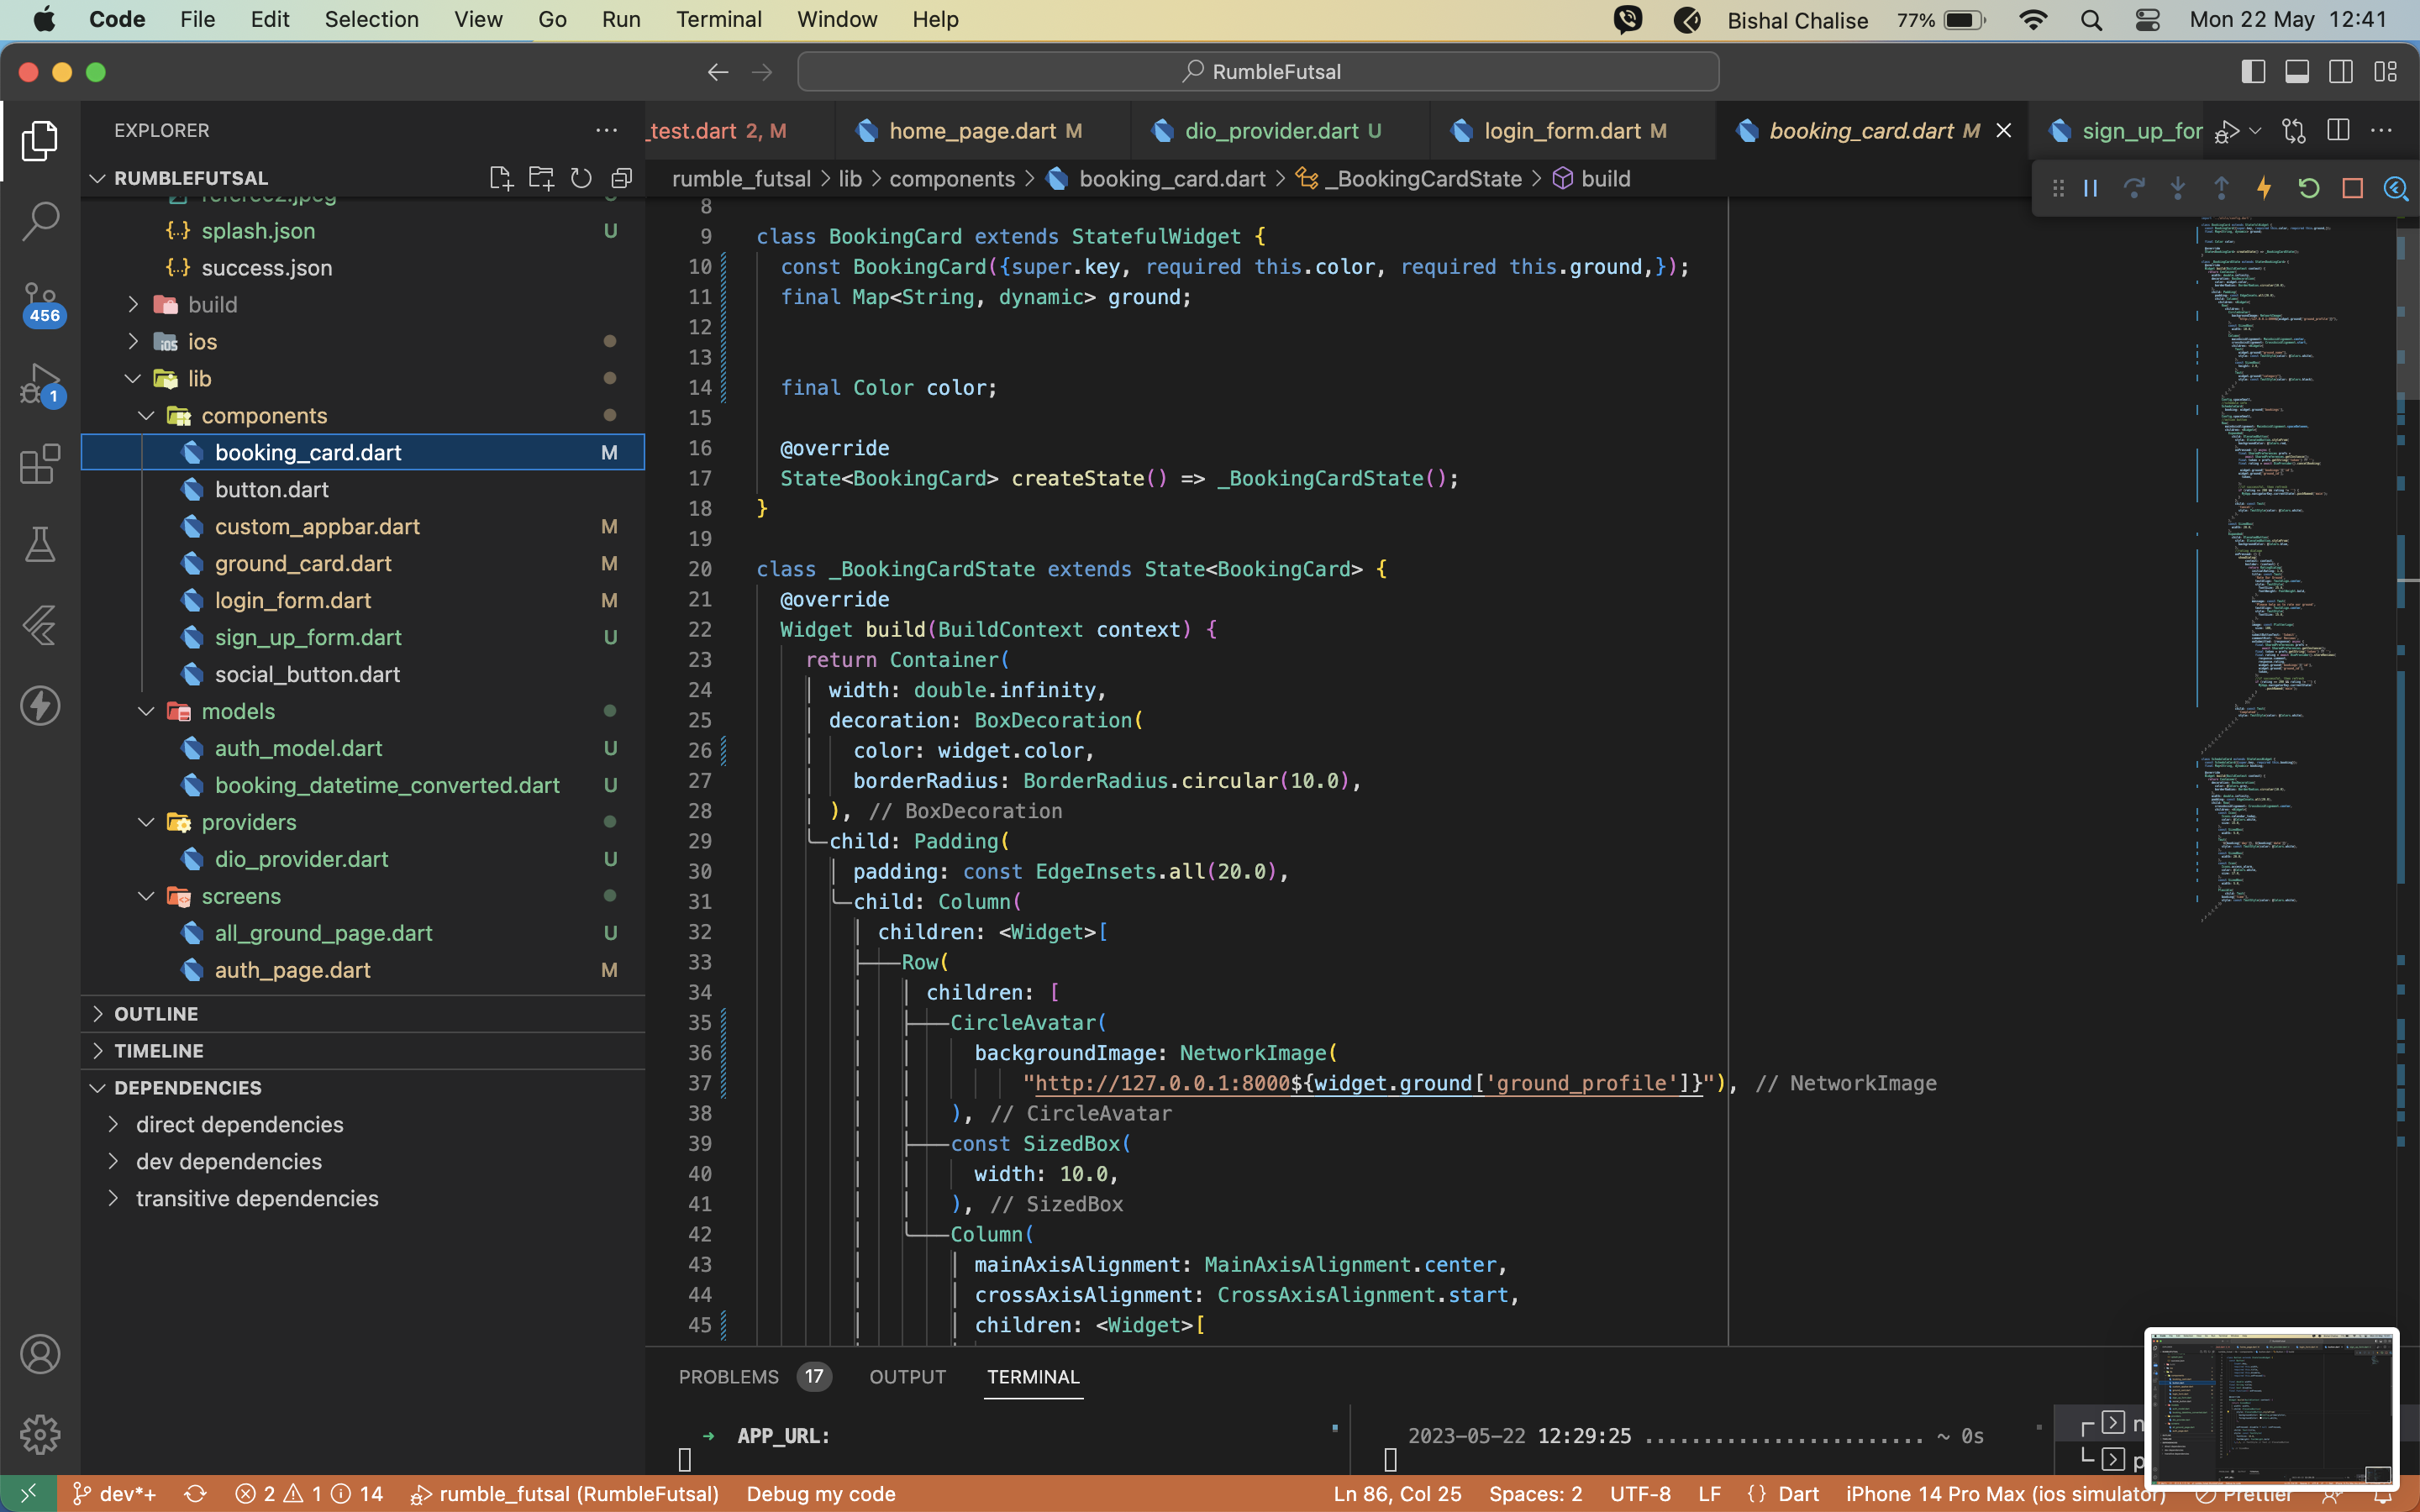 Code File Edit Selection View Go Run Terminal Window Help Bishal Chalise 77% Mon 22 May 12:41
RumbleFutsal
EXPLORER
_test.dart 2, M home_page.dart M dio_provider.dart U login_form.dart M booking_card.dart M sign_up_for
RUMBLEFUTSAL
rumble_futsal > lib > components > booking_card.dart > _BookingCardState > build
referee2.jpeg
splash.json U
success.json
build
ios
lib
components
booking_card.dart M
button.dart
custom_appbar.dart M
ground_card.dart M
login_form.dart M
sign_up_form.dart U
social_button.dart
models
auth_model.dart U
booking_datetime_converted.dart U
providers
dio_provider.dart U
screens
all_ground_page.dart U
auth_page.dart M
OUTLINE
TIMELINE
DEPENDENCIES
direct dependencies
dev dependencies
transitive dependencies
456
1
8
9 class BookingCard extends StatefulWidget {
10 const BookingCard({super.key, required this.color, required this.ground,});
11 final Map<String, dynamic> ground;
12
13
14 final Color color;
15
16 @override
17 State<BookingCard> createState() => _BookingCardState();
18 }
19
20 class _BookingCardState extends State<BookingCard> {
21 @override
22 Widget build(BuildContext context) {
23 return Container(
24 width: double.infinity,
25 decoration: BoxDecoration(
26 color: widget.color,
27 borderRadius: BorderRadius.circular(10.0),
28 ), // BoxDecoration
29 child: Padding(
30 padding: const EdgeInsets.all(20.0),
31 child: Column(
32 children: <Widget>[
33 Row(
34 children: [
35 CircleAvatar(
36 backgroundImage: NetworkImage(
37 "http://127.0.0.1:8000${widget.ground['ground_profile']}"), // NetworkImage
38 ), // CircleAvatar
39 const SizedBox(
40 width: 10.0,
41 ), // SizedBox
42 Column(
43 mainAxisAlignment: MainAxisAlignment.center,
44 crossAxisAlignment: CrossAxisAlignment.start,
45 children: <Widget>[
PROBLEMS 17 OUTPUT TERMINAL
→ APP_URL:
2023-05-22 12:29:25 ....................... ~ 0s
n
p
dev*+ 2 1 14 rumble_futsal (RumbleFutsal) Debug my code Ln 86, Col 25 Spaces: 2 UTF-8 LF {} Dart iPhone 14 Pro Max (ios simulator) Prettier